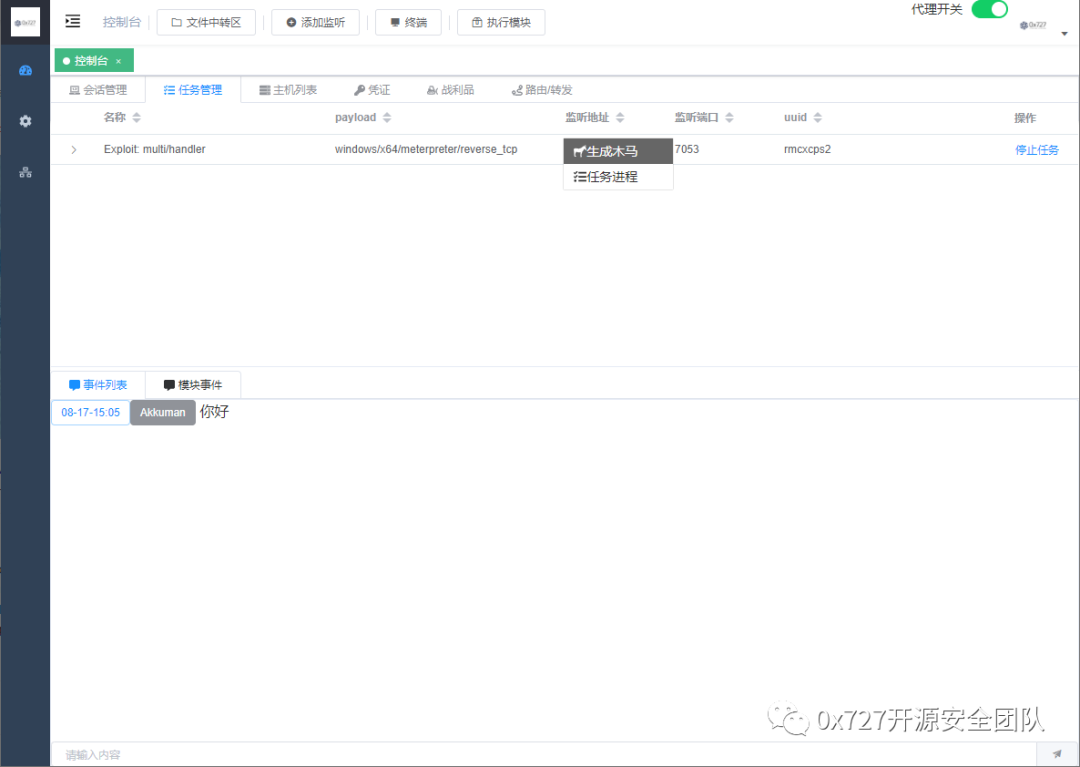 0x727 控制台 文件中转区 添加监听 终端 执行模块 代理开关 0x727
控制台 ×
会话管理 任务管理 主机列表 凭证 战利品 路由/转发
名称 payload 监听地址 监听端口 uuid 操作
Exploit: multi/handler windows/x64/meterpreter/reverse_tcp 生成木马 7053 rmcxcps2 停止任务
任务进程
事件列表 模块事件
08-17-15:05 Akkuman 你好
0x727开源安全团队
请输入内容